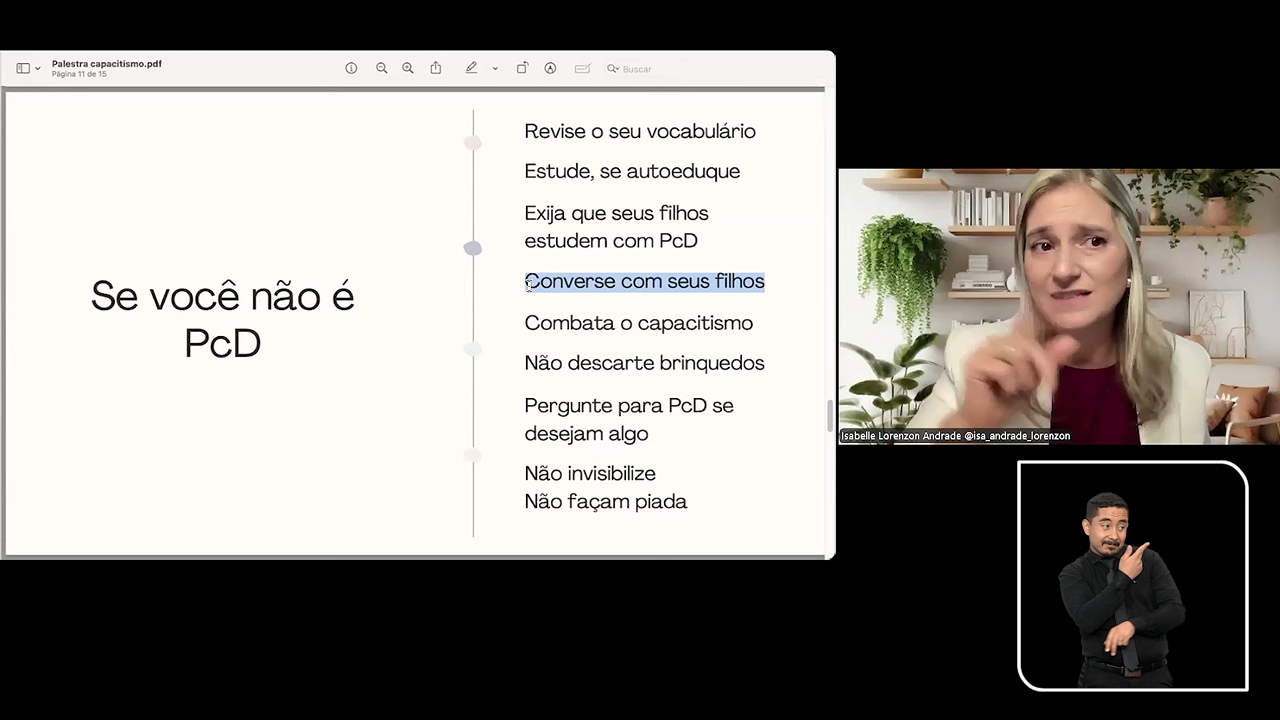 Palestra capacitismo.pdf
Página 11 de 15
Buscar
Se você não é
PcD
Revise o seu vocabulário
Estude, se autoeduque
Exija que seus filhos
estudem com PcD
Converse com seus filhos
Combata o capacitismo
Não descarte brinquedos
Pergunte para PcD se
desejam algo
Não invisibilize
Não façam piada
Isabelle Lorenzon Andrade @isa_andrade_lorenzon